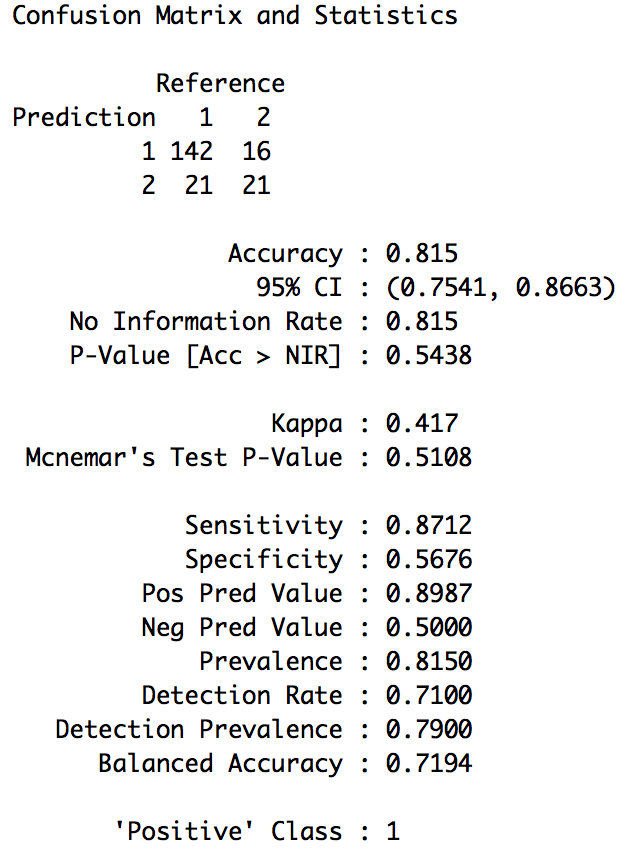 Confusion Matrix and Statistics
Reference
Prediction 1 2
1 142 16
2 21 21
Accuracy : 0.815
95% CI : (0.7541, 0.8663)
No Information Rate : 0.815
P-Value [Acc > NIR] : 0.5438
Kappa : 0.417
Mcnemar's Test P-Value : 0.5108
Sensitivity : 0.8712
Specificity : 0.5676
Pos Pred Value : 0.8987
Neg Pred Value : 0.5000
Prevalence : 0.8150
Detection Rate : 0.7100
Detection Prevalence : 0.7900
Balanced Accuracy : 0.7194
'Positive' Class : 1